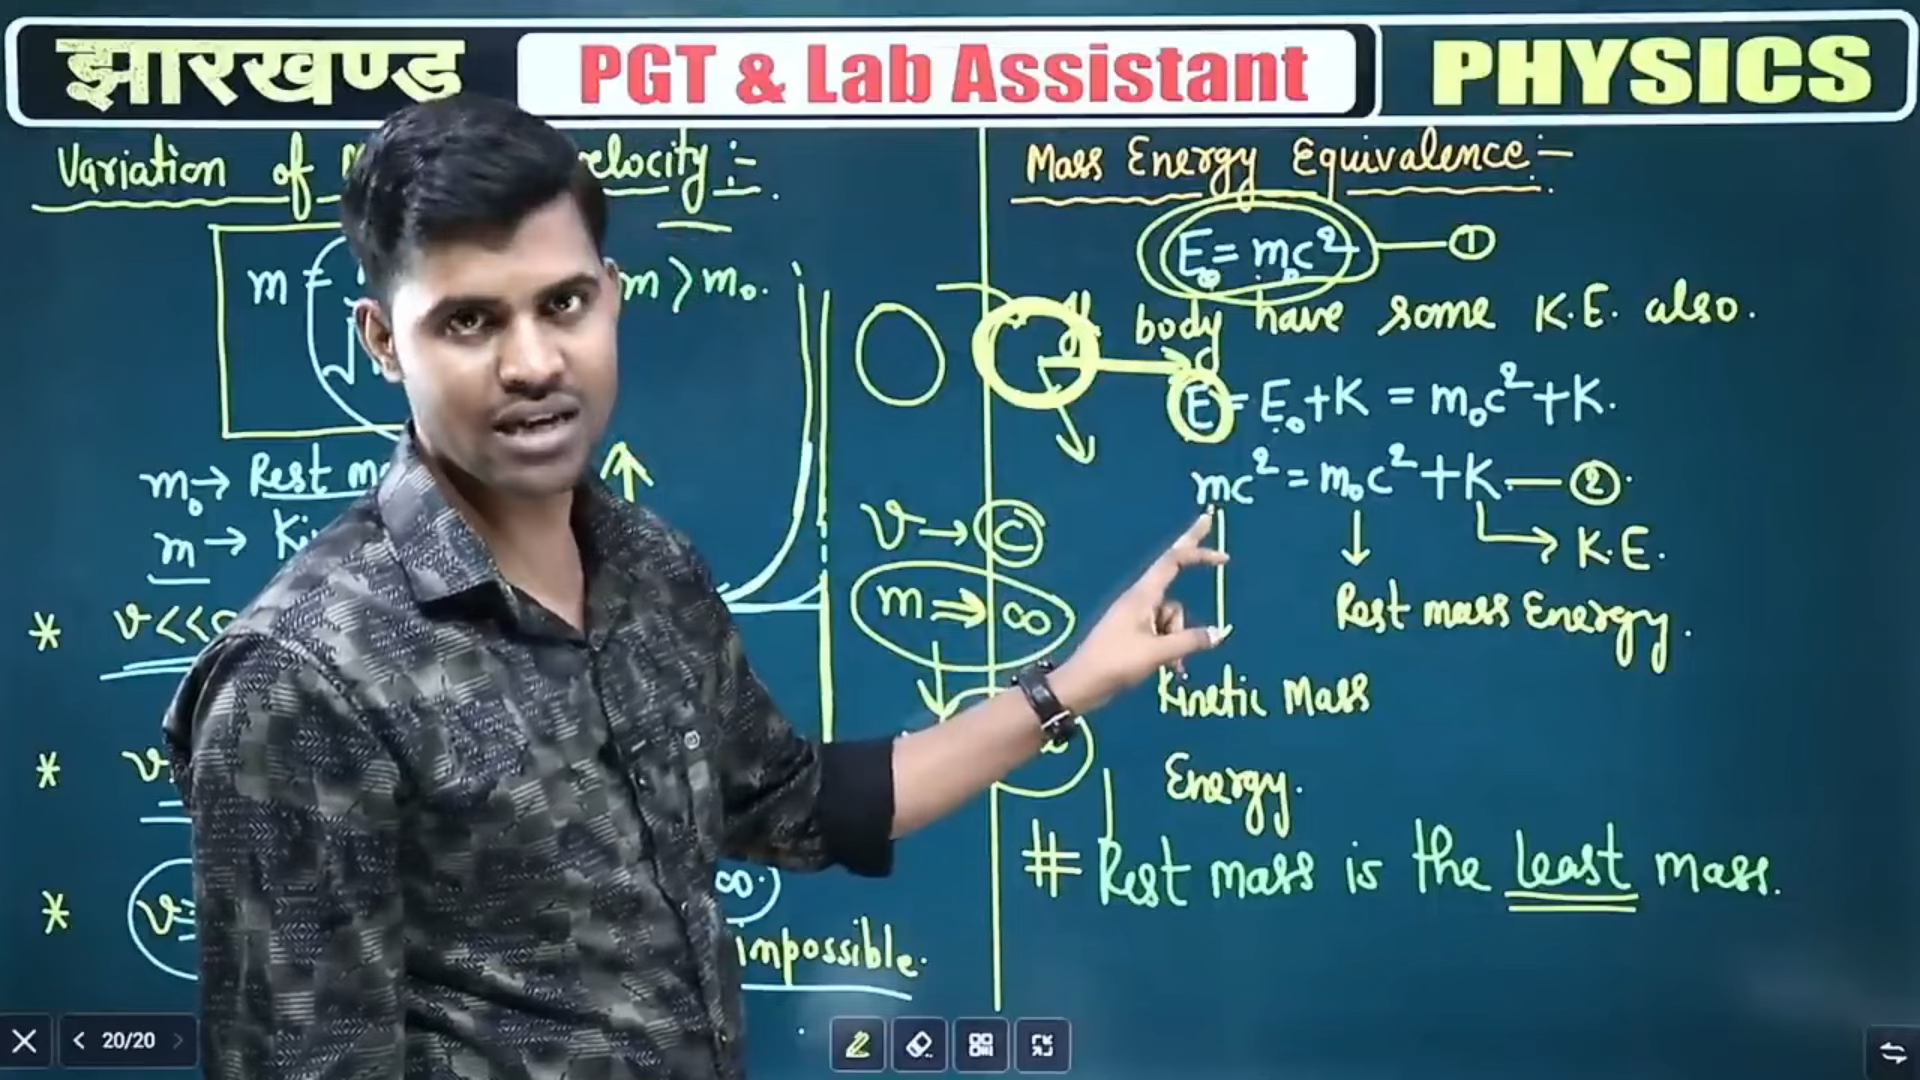 झारखण्ड PGT & Lab Assistant PHYSICS
Variation of elocity :-
m = m > m₀.
m₀ → Rest m
m → Ki
* v<<c
* v
* v= ∞.
impossible.
v → c
m ⇒ ∞
Mass Energy Equivalence :-
E₀ = m₀c² — ①
If body have some K.E. also.
E = E₀+K = m₀c²+K.
mc² = m₀c²+K — ②.
K.E.
Rest mass Energy.
Kinetic Mass
Energy.
# Rest mass is the least mass.
20/20